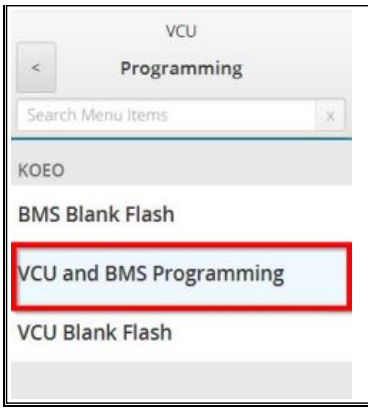 VCU
< Programming
Search Menu Items x
KOEO
BMS Blank Flash
VCU and BMS Programming
VCU Blank Flash